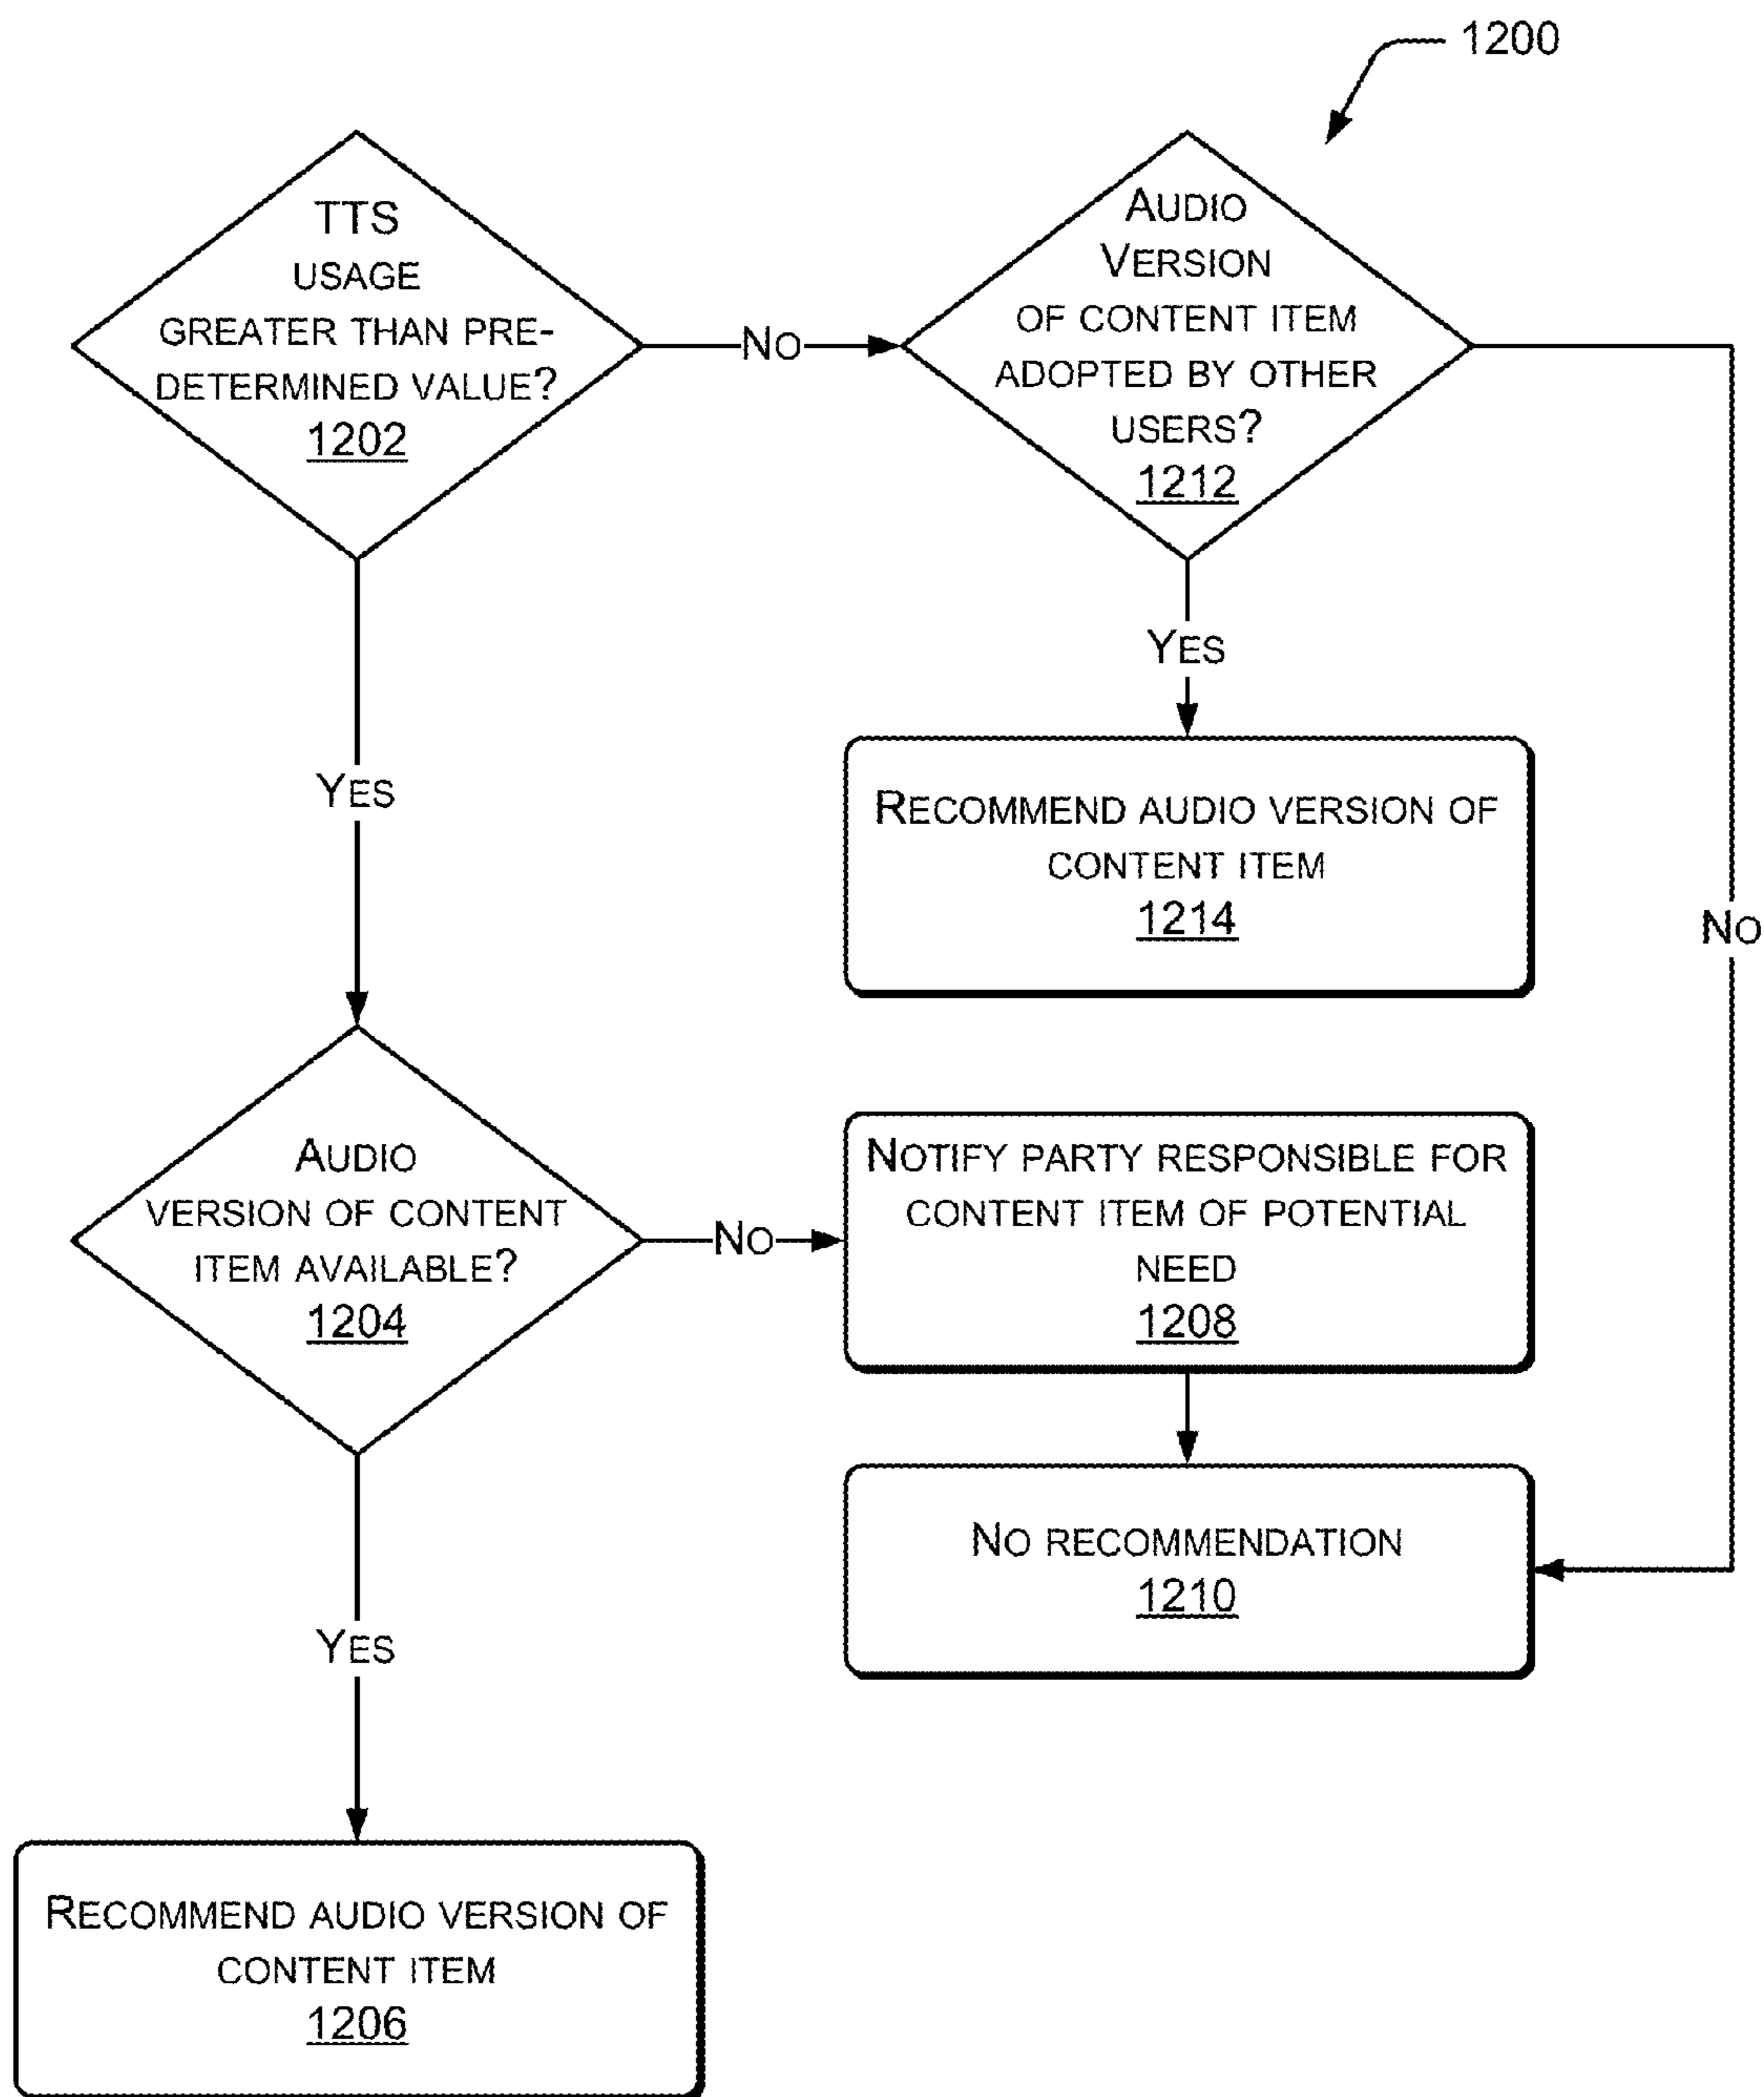 1200
TTS
USAGE
GREATER THAN PRE-
DETERMINED VALUE?
1202
No
AUDIO
VERSION
OF CONTENT ITEM
ADOPTED BY OTHER
USERS?
1212
YES
YES
RECOMMEND AUDIO VERSION OF
CONTENT ITEM
1214
No
AUDIO
VERSION OF CONTENT
ITEM AVAILABLE?
1204
No
NOTIFY PARTY RESPONSIBLE FOR
CONTENT ITEM OF POTENTIAL
NEED
1208
NO RECOMMENDATION
1210
YES
RECOMMEND AUDIO VERSION OF
CONTENT ITEM
1206